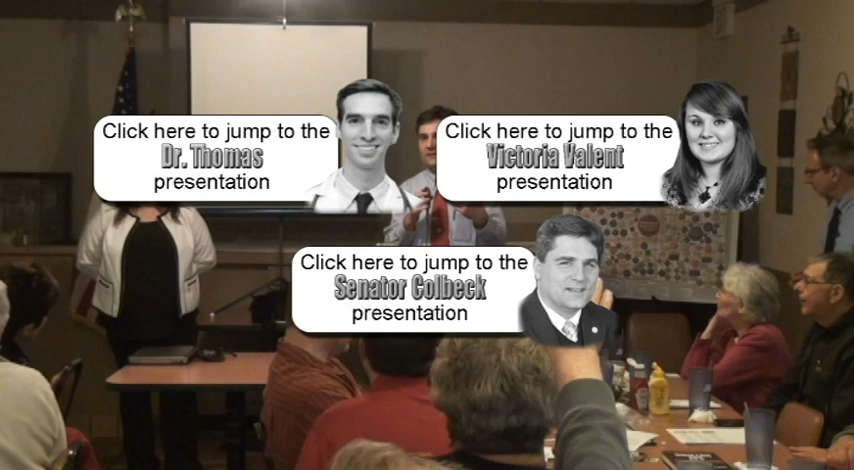 Click here to jump to the
Dr. Thomas
presentation
Click here to jump to the
Victoria Valent
presentation
Click here to jump to the
Senator Colbeck
presentation